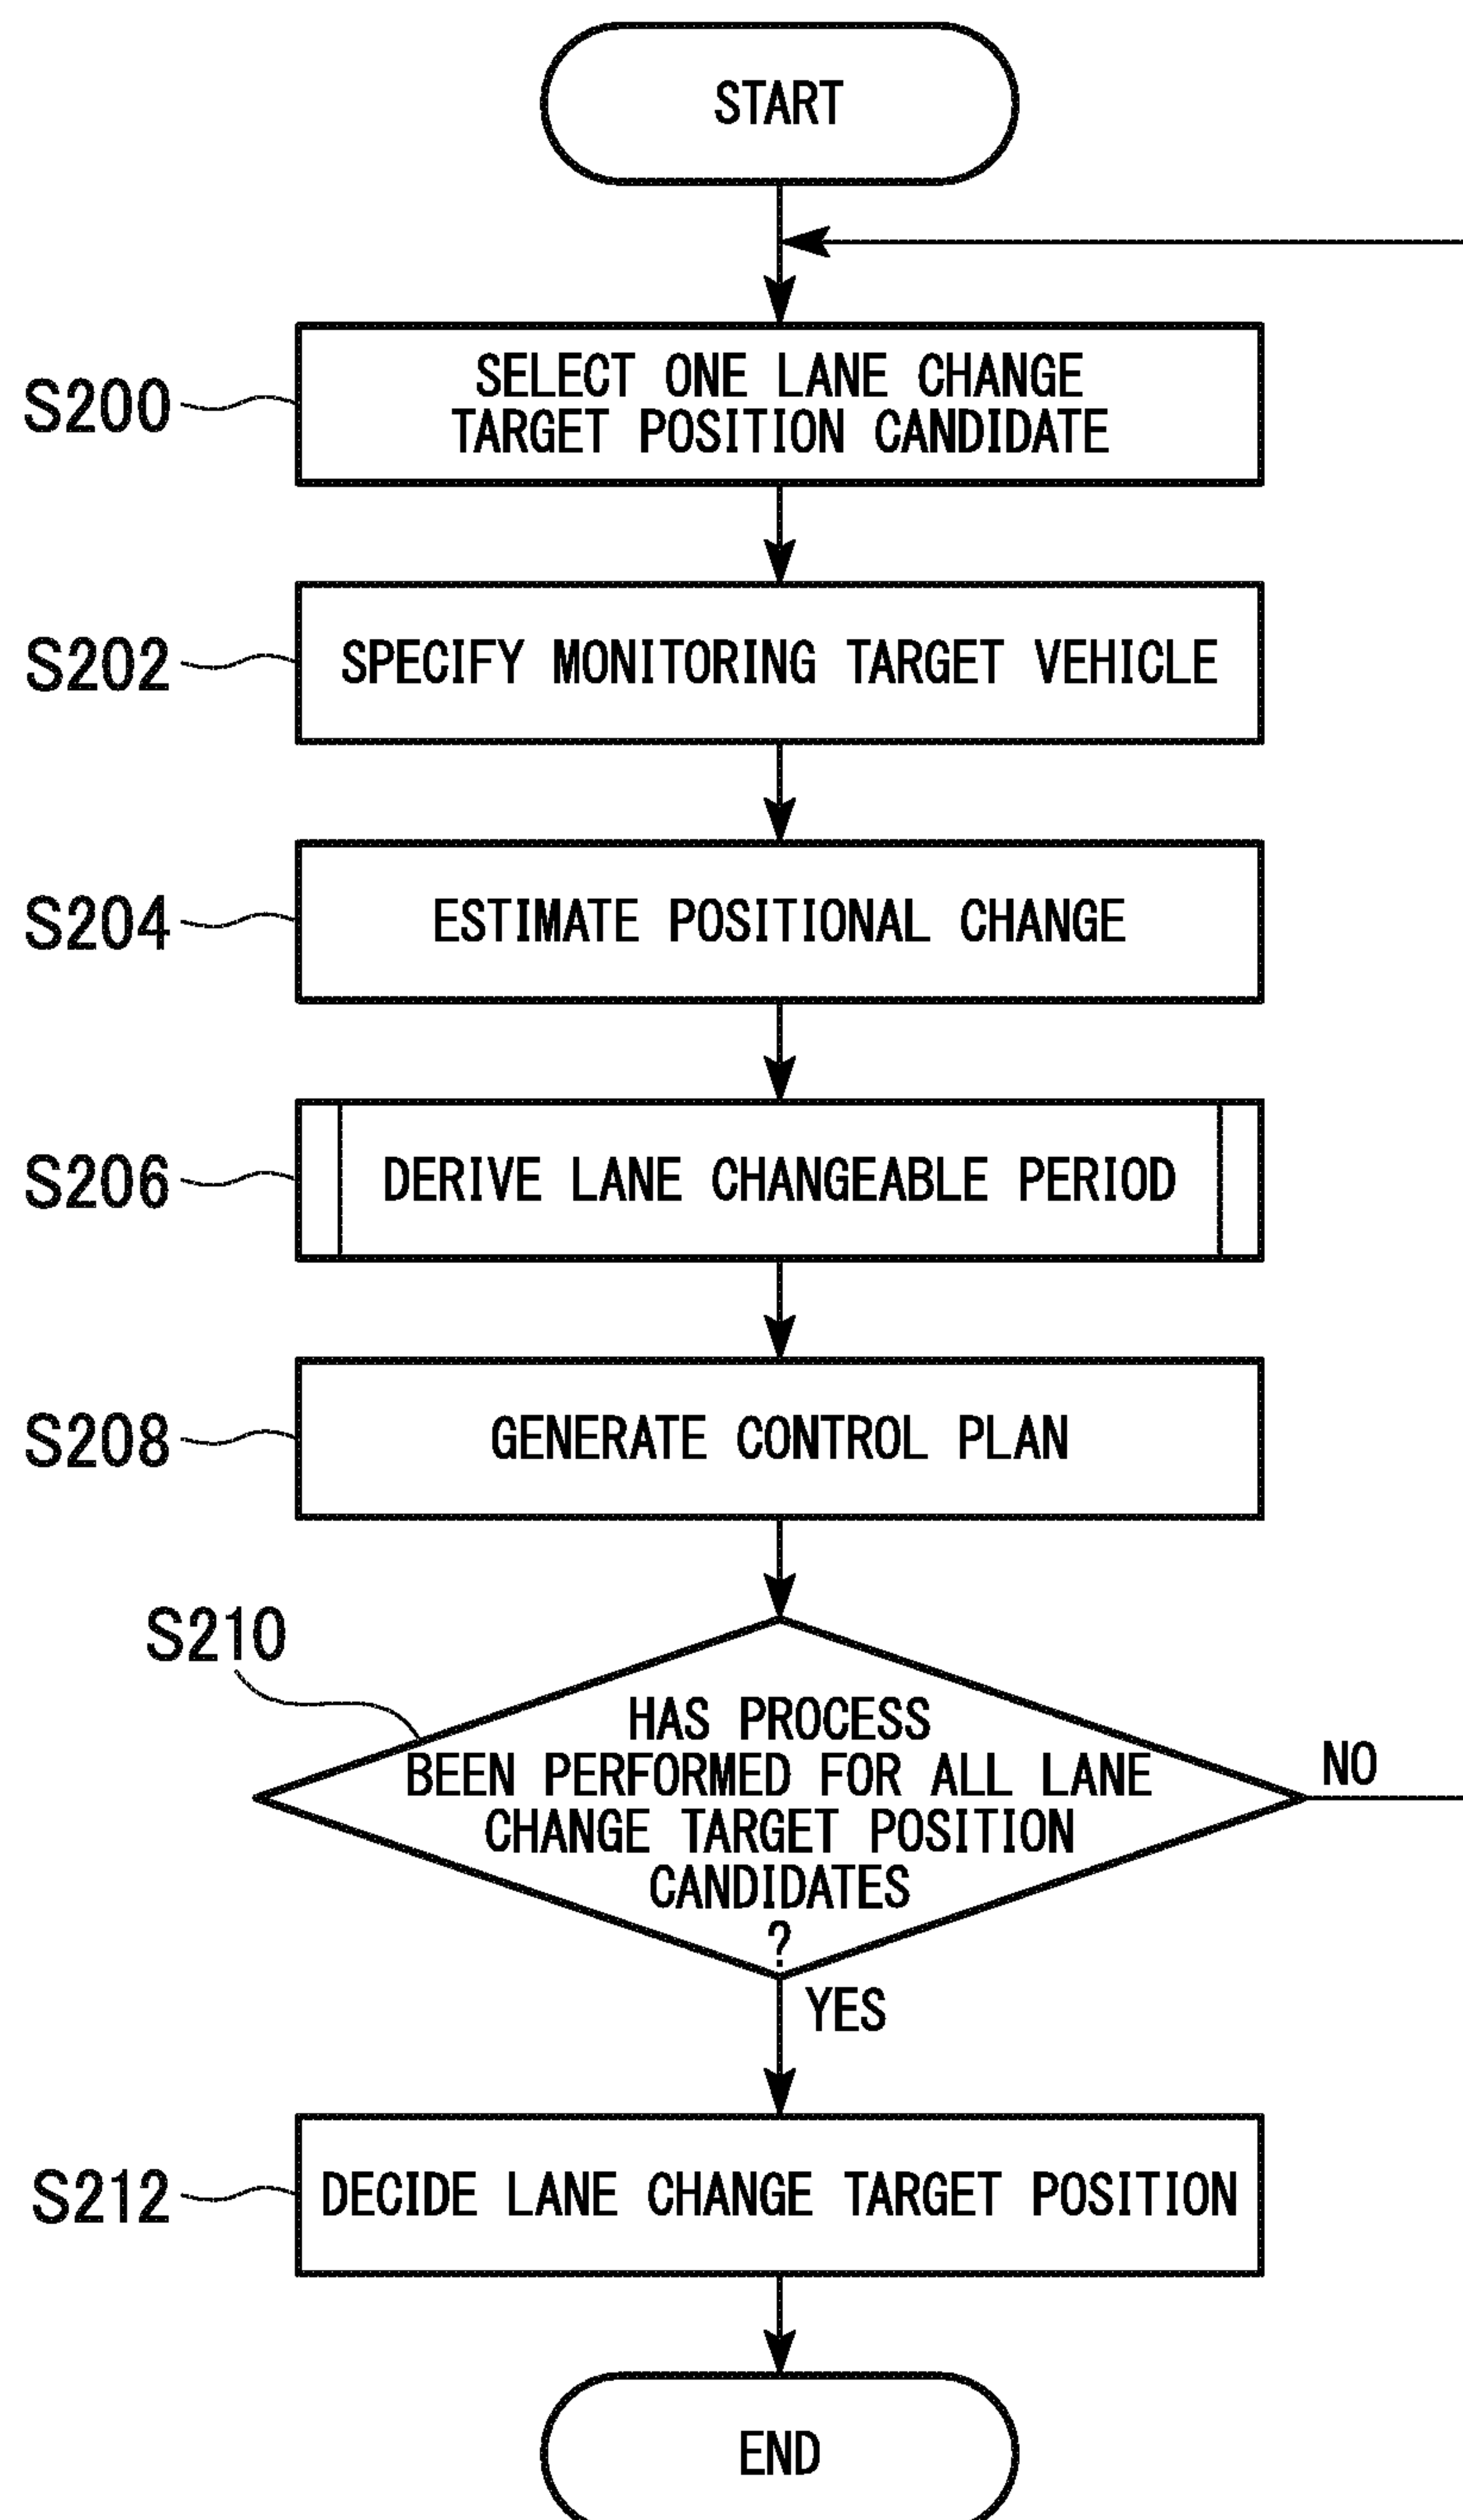 START
S200
SELECT ONE LANE CHANGE
TARGET POSITION CANDIDATE
S202
SPECIFY MONITORING TARGET VEHICLE
S204
ESTIMATE POSITIONAL CHANGE
S206
DERIVE LANE CHANGEABLE PERIOD
S208
GENERATE CONTROL PLAN
S210
HAS PROCESS
BEEN PERFORMED FOR ALL LANE
CHANGE TARGET POSITION
CANDIDATES
?
NO
YES
S212
DECIDE LANE CHANGE TARGET POSITION
END